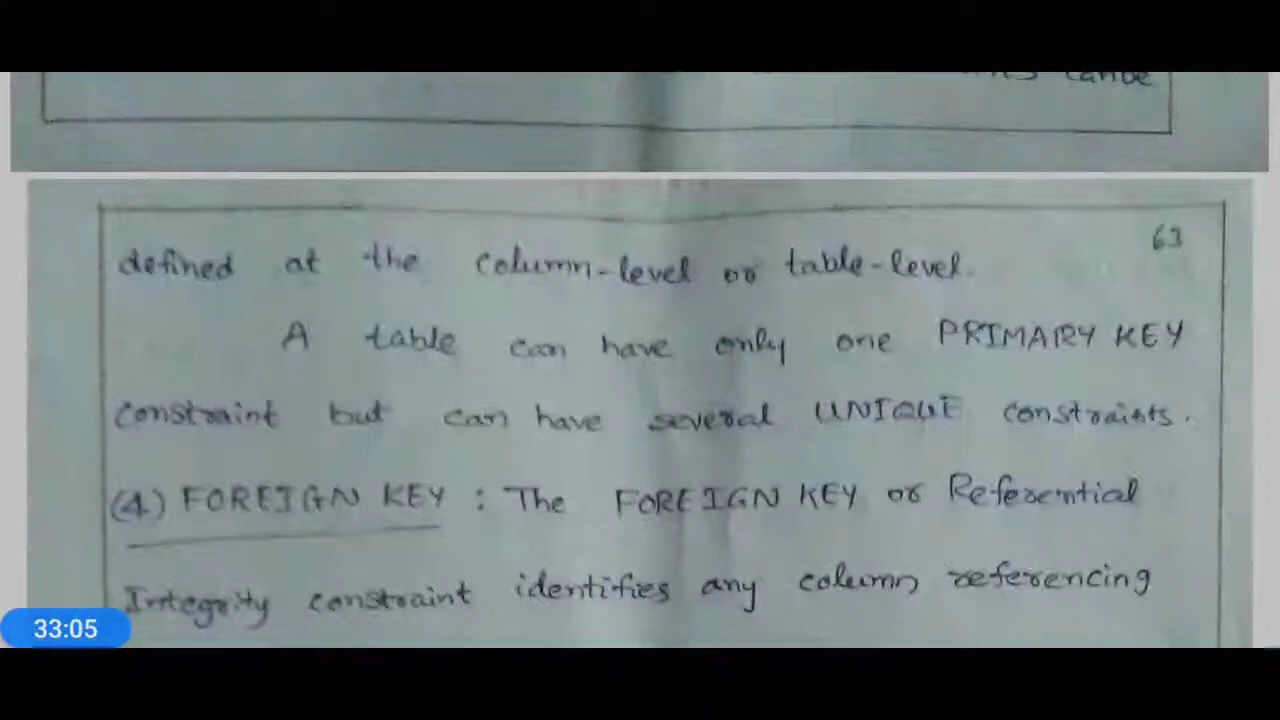 can be
63
defined at the column-level or table-level.
A table can have only one PRIMARY KEY
constraint but can have several UNIQUE constraints.
(4) FOREIGN KEY : The FOREIGN KEY or Referential
Integrity constraint identifies any column referencing
33:05